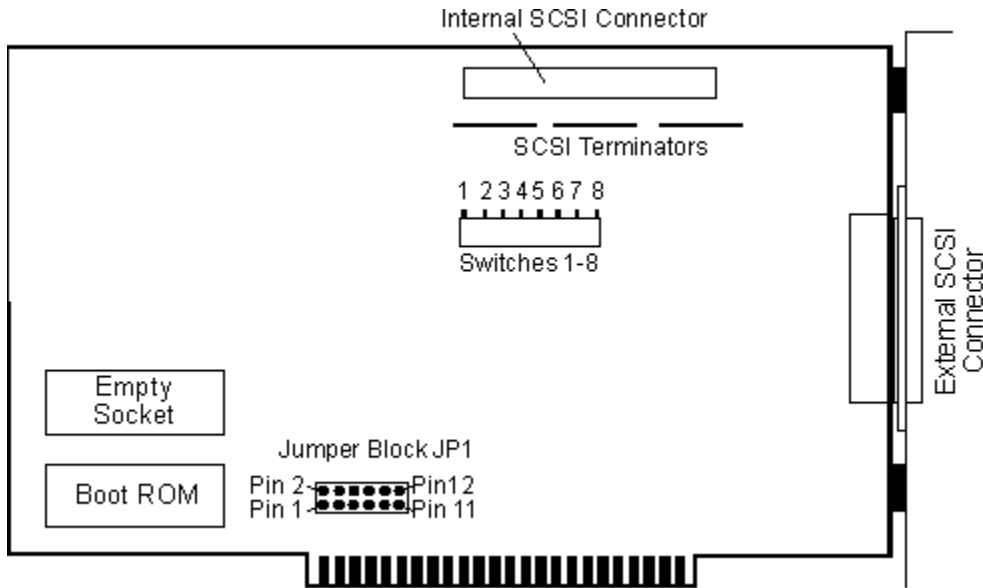 Internal SCSI Connector
SCSI Terminators
1 2 3 4 5 6 7 8
Switches 1-8
External SCSI
Connector
Empty
Socket
Boot ROM
Jumper Block JP1
Pin 2
Pin12
Pin 1
Pin 11